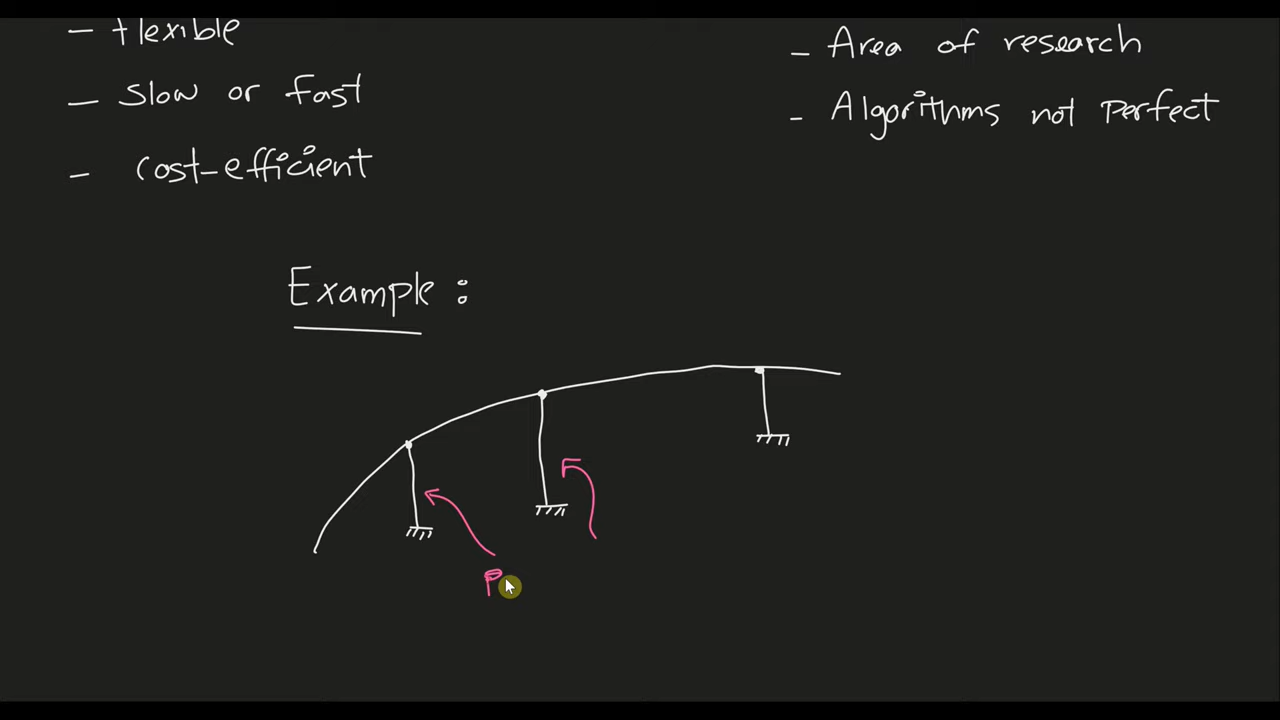 - flexible
- Slow or fast
- Cost-efficient
- Area of research
- Algorithms not perfect
Example :
P